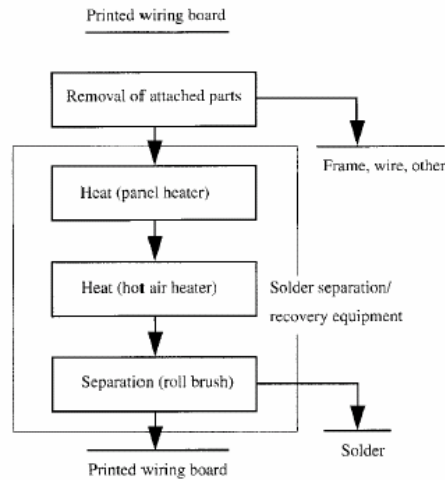 Printed wiring board
Removal of attached parts
Frame, wire, other
Heat (panel heater)
Heat (hot air heater)
Solder separation/
recovery equipment
Separation (roll brush)
Solder
Printed wiring board